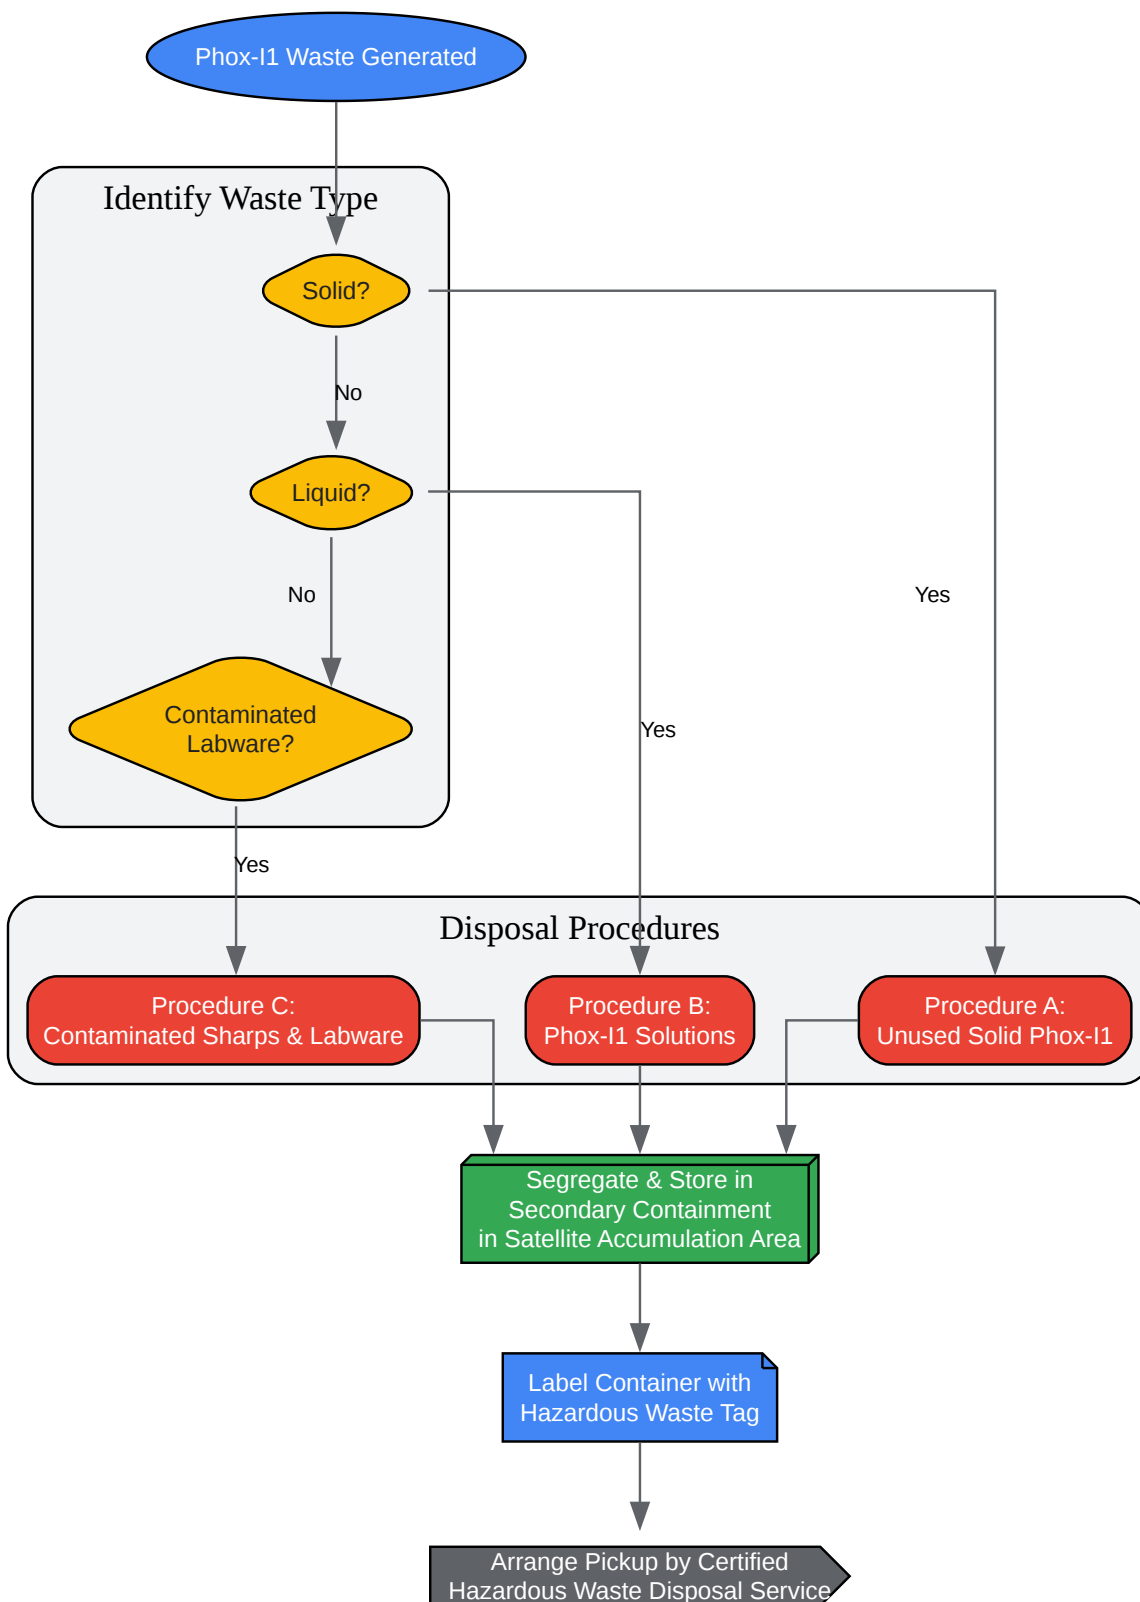 Phox-I1 Waste Generated
Identify Waste Type
Solid?
No
Liquid?
No
Yes
Contaminated
Labware?
Yes
Yes
Disposal Procedures
Procedure C:
Contaminated Sharps & Labware
Procedure B:
Phox-I1 Solutions
Procedure A:
Unused Solid Phox-I1
Segregate & Store in
Secondary Containment
in Satellite Accumulation Area
Label Container with
Hazardous Waste Tag
Arrange Pickup by Certified
Hazardous Waste Disposal Service